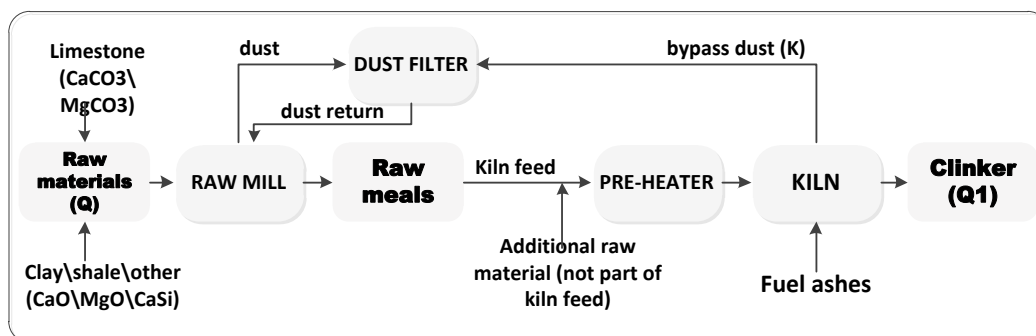 Limestone
(CaCO3\
MgCO3)
dust
DUST FILTER
bypass dust (K)
dust return
Raw
materials
(Q)
RAW MILL
Raw
meals
Kiln feed
PRE-HEATER
KILN
Clinker
(Q1)
Clay\shale\other
(CaO\MgO\CaSi)
Additional raw
material (not part of
kiln feed)
Fuel ashes